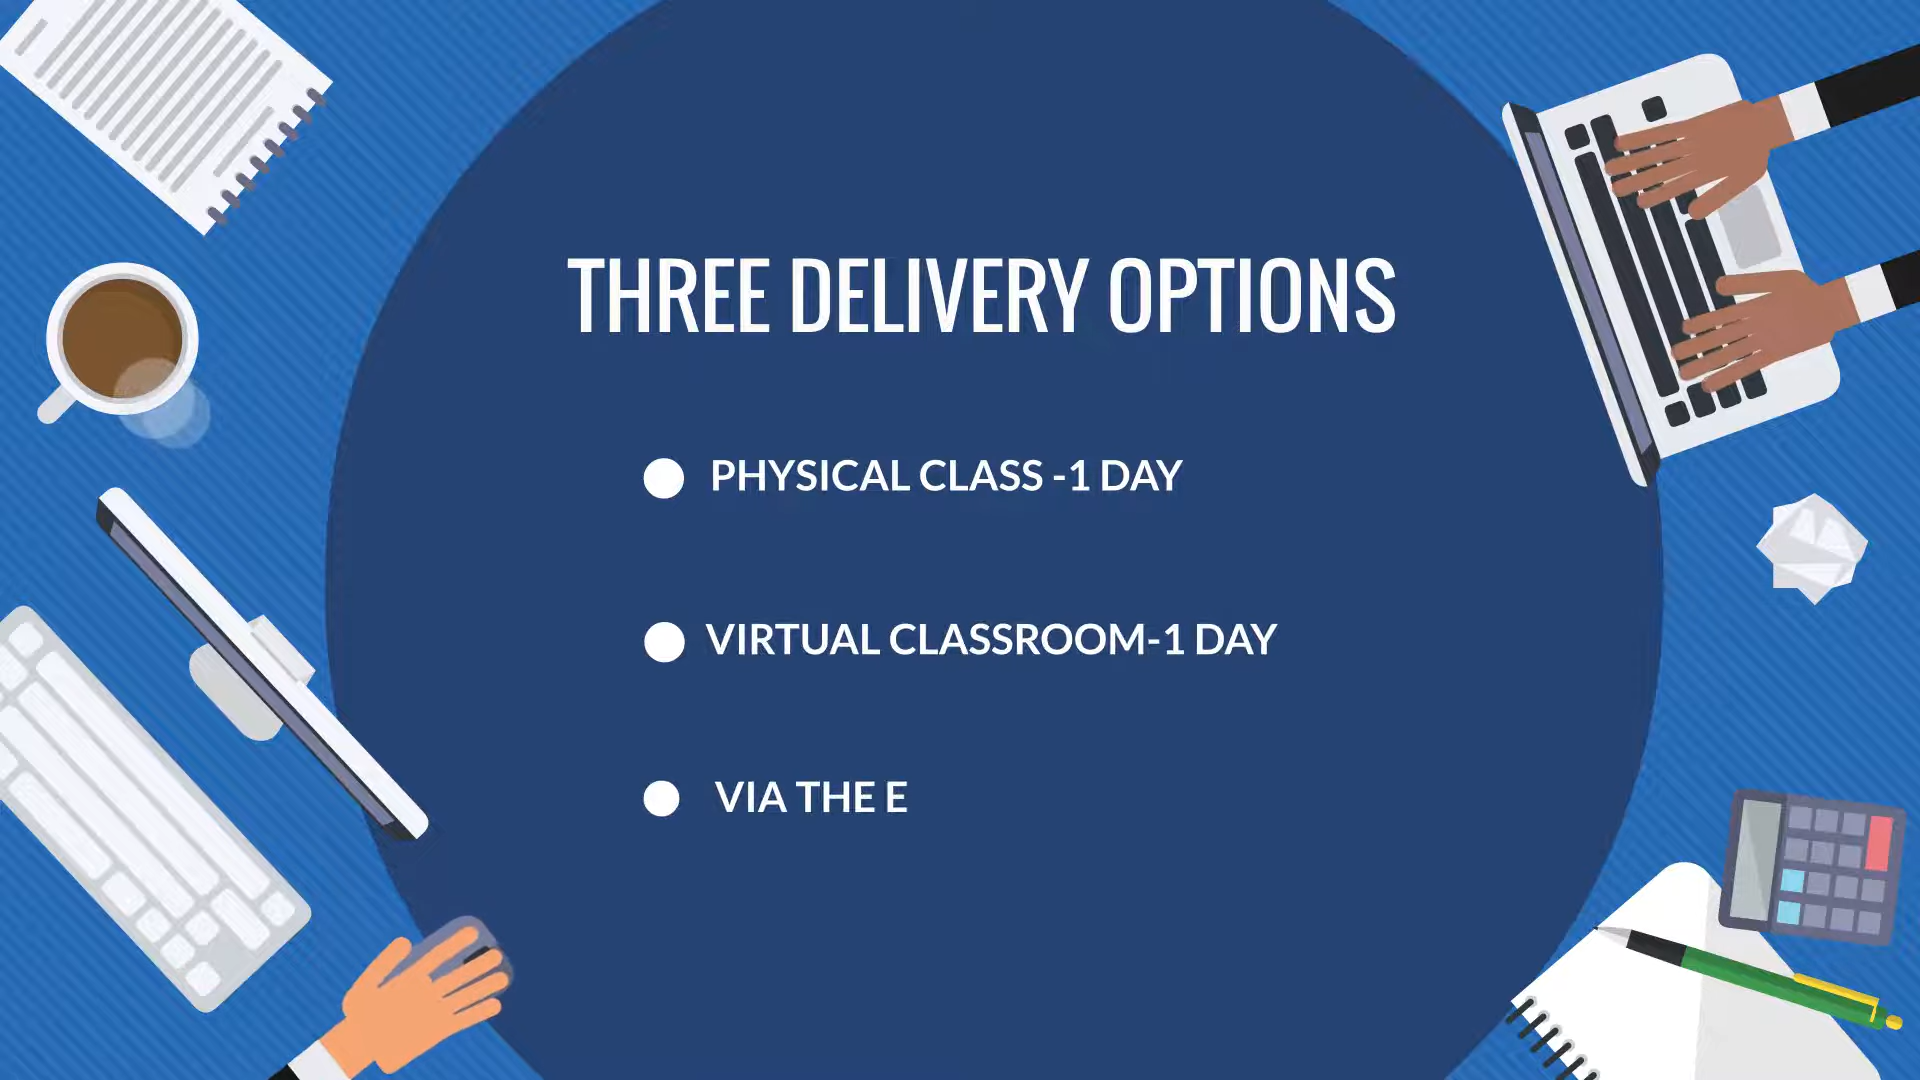 THREE DELIVERY OPTIONS
PHYSICAL CLASS -1 DAY
VIRTUAL CLASSROOM-1 DAY
VIA THE E